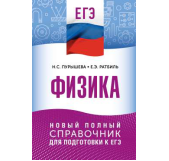 ЕГЭ
Н.С. ПУРЫШЕВА • Е.Э. РАТБИЛЬ
ФИЗИКА
НОВЫЙ ПОЛНЫЙ
СПРАВОЧНИК
ДЛЯ ПОДГОТОВКИ К ЕГЭ